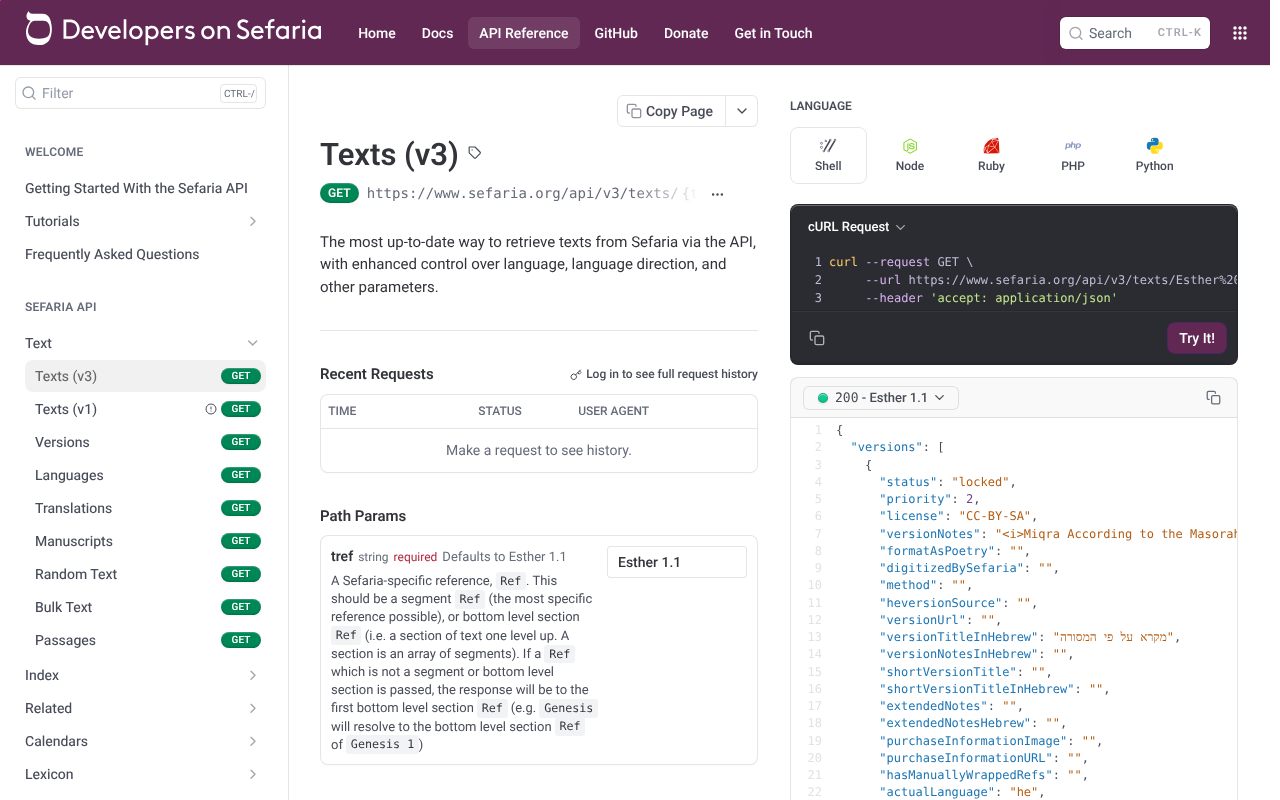 Developers on Sefaria
Home Docs API Reference GitHub Donate Get in Touch
Search CTRL-K
Filter CTRL-/
WELCOME
Getting Started With the Sefaria API
Tutorials
Frequently Asked Questions
SEFARIA API
Text
Texts (v3) GET
Texts (v1) GET
Versions GET
Languages GET
Translations GET
Manuscripts GET
Random Text GET
Bulk Text GET
Passages GET
Index
Related
Calendars
Lexicon
Copy Page
Texts (v3)
GET https://www.sefaria.org/api/v3/texts/{t ...
The most up-to-date way to retrieve texts from Sefaria via the API,
with enhanced control over language, language direction, and
other parameters.
Recent Requests Log in to see full request history
TIME STATUS USER AGENT
Make a request to see history.
Path Params
tref string required Defaults to Esther 1.1
Esther 1.1
A Sefaria-specific reference, Ref. This
should be a segment Ref (the most specific
reference possible), or bottom level section
Ref (i.e. a section of text one level up. A
section is an array of segments). If a Ref
which is not a segment or bottom level
section is passed, the response will be to the
first bottom level section Ref (e.g. Genesis
will resolve to the bottom level section Ref
of Genesis 1)
LANGUAGE
Shell Node Ruby PHP Python
cURL Request
1 curl --request GET \
2 --url https://www.sefaria.org/api/v3/texts/Esther%20
3 --header 'accept: application/json'
Try It!
200 - Esther 1.1
1 {
2 "versions": [
3 {
4 "status": "locked",
5 "priority": 2,
6 "license": "CC-BY-SA",
7 "versionNotes": "<i>Miqra According to the Masorah
8 "formatAsPoetry": "",
9 "digitizedBySefaria": "",
10 "method": "",
11 "heversionSource": "",
12 "versionUrl": "",
13 "versionTitleInHebrew": "מקרא על פי המסורה",
14 "versionNotesInHebrew": "",
15 "shortVersionTitle": "",
16 "shortVersionTitleInHebrew": "",
17 "extendedNotes": "",
18 "extendedNotesHebrew": "",
19 "purchaseInformationImage": "",
20 "purchaseInformationURL": "",
21 "hasManuallyWrappedRefs": "",
22 "actualLanguage": "he",